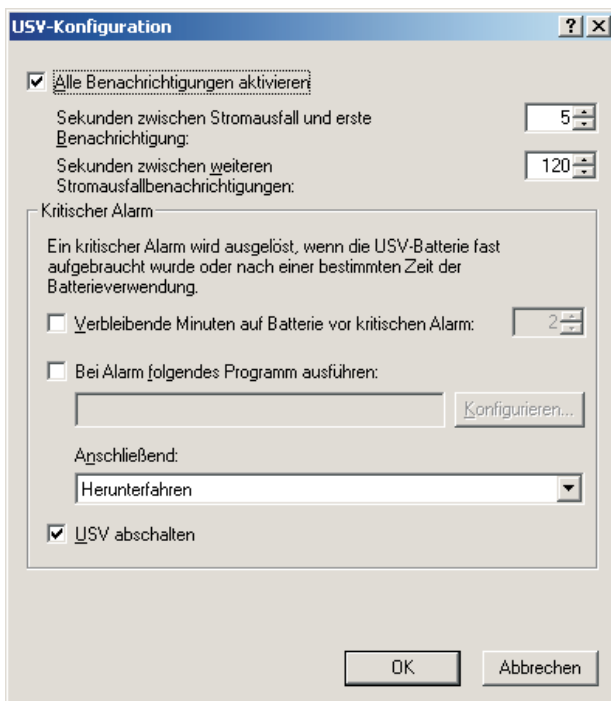 USV-Konfiguration
Alle Benachrichtigungen aktivieren
Sekunden zwischen Stromausfall und erste
Benachrichtigung:
5
Sekunden zwischen weiteren
Stromausfallbenachrichtigungen:
120
Kritischer Alarm
Ein kritischer Alarm wird ausgelöst, wenn die USV-Batterie fast
aufgebraucht wurde oder nach einer bestimmten Zeit der
Batterieverwendung.
Verbleibende Minuten auf Batterie vor kritischen Alarm:
2
Bei Alarm folgendes Programm ausführen:
Konfigurieren...
Anschließend:
Herunterfahren
USV abschalten
OK
Abbrechen